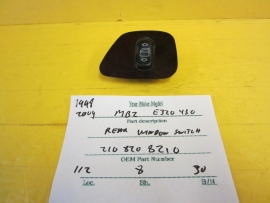 1998
2004 MBZ E320 430
Part description
REAR WINDOW SWITCH
210 820 8210
OEM Part Number
112 8 30
Loc.